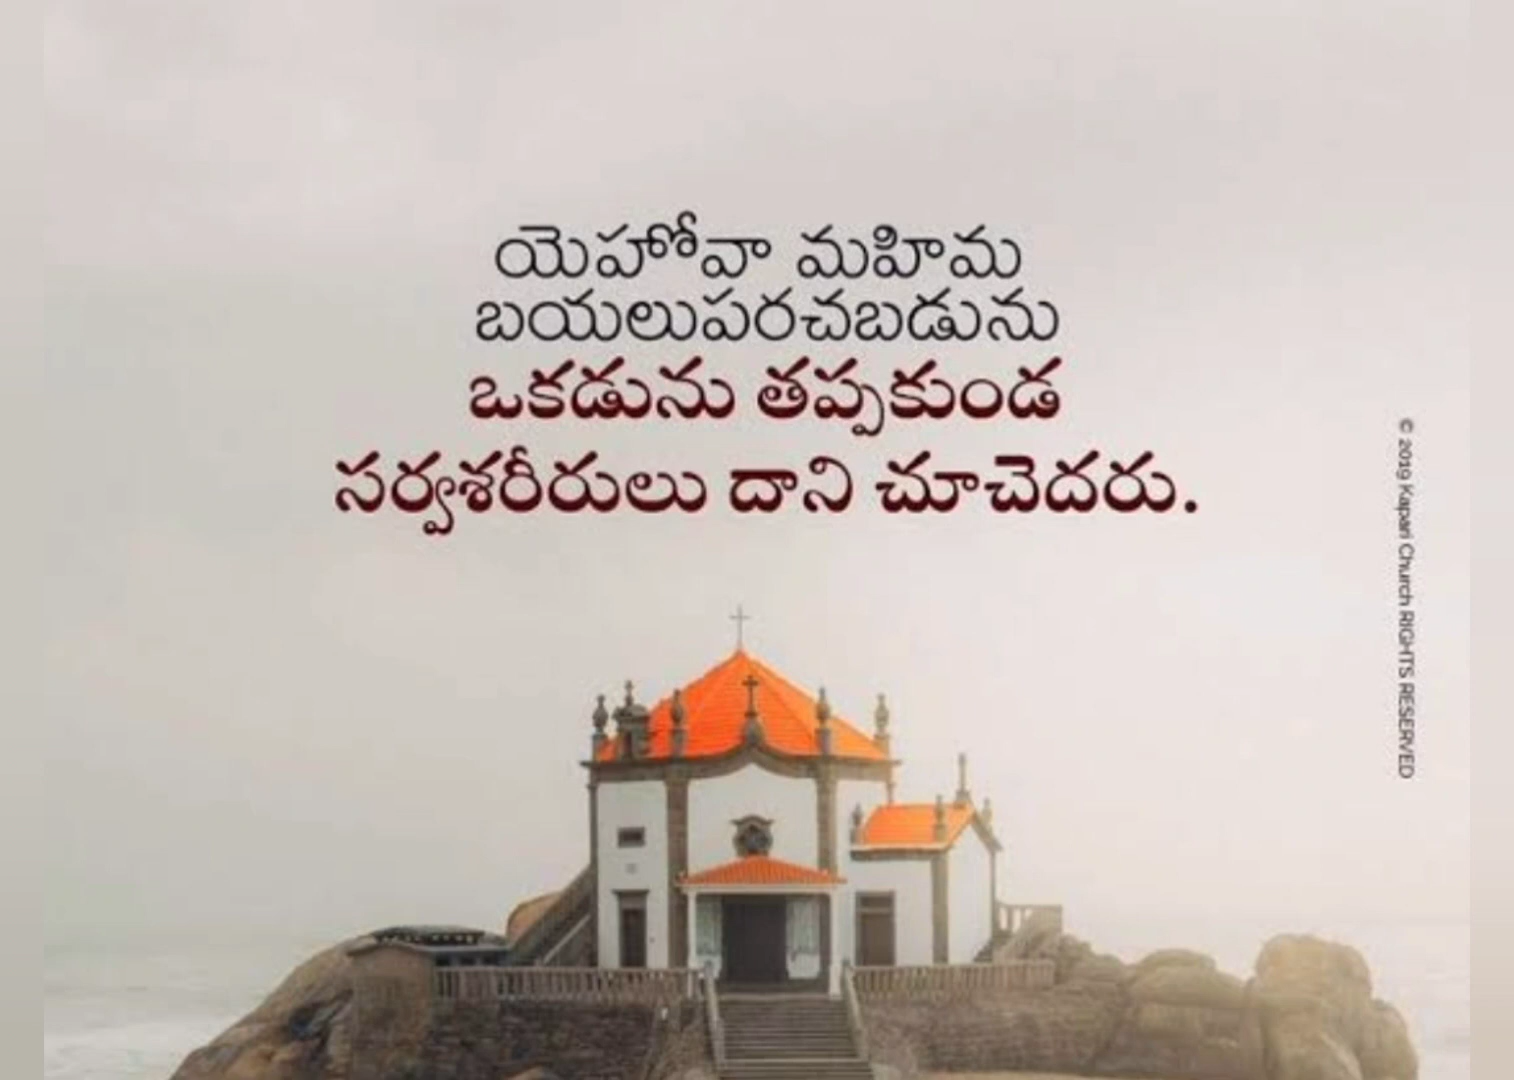 యెహోవా మహిమ
బయలుపరచబడును
ఒకడును తప్పకుండ
సర్వశరీరులు దాని చూచెదరు.
© 2019 Kapari Church RIGHTS RESERVED